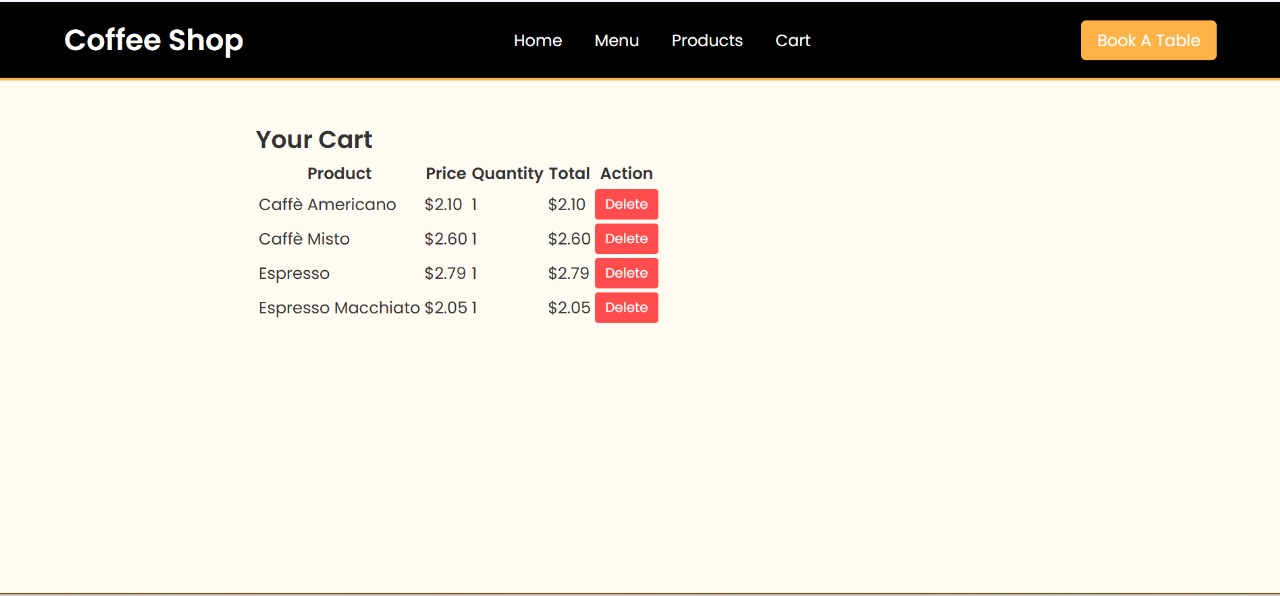 Coffee Shop Home Menu Products Cart Book A Table
Your Cart
Product Price Quantity Total Action
Caffè Americano $2.10 1 $2.10 Delete
Caffè Misto $2.60 1 $2.60 Delete
Espresso $2.79 1 $2.79 Delete
Espresso Macchiato $2.05 1 $2.05 Delete